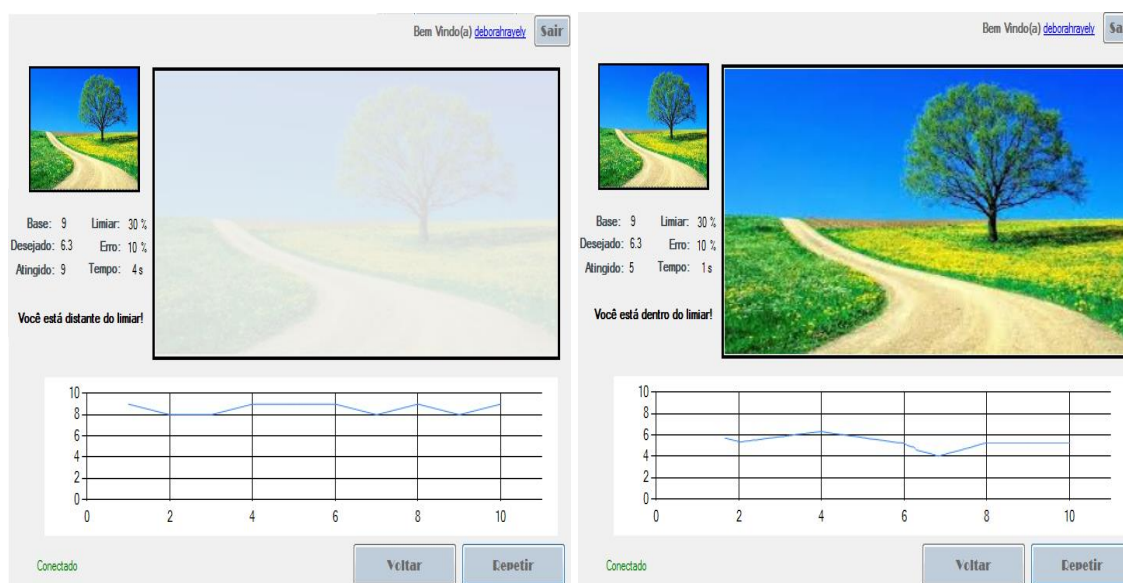 Bem Vindo(a) deborahrayely Sair
Base: 9 Limiar: 30 %
Desejado: 6.3 Erro: 10 %
Atingido: 9 Tempo: 4 s
Você está distante do limiar!
10
8
6
4
2
0
0 2 4 6 8 10
Conectado Voltar Repetir
Bem Vindo(a) deborahrayely Sa
Base: 9 Limiar: 30 %
Desejado: 6.3 Erro: 10 %
Atingido: 5 Tempo: 1 s
Você está dentro do limiar!
10
8
6
4
2
0
0 2 4 6 8 10
Conectado Voltar Repetir